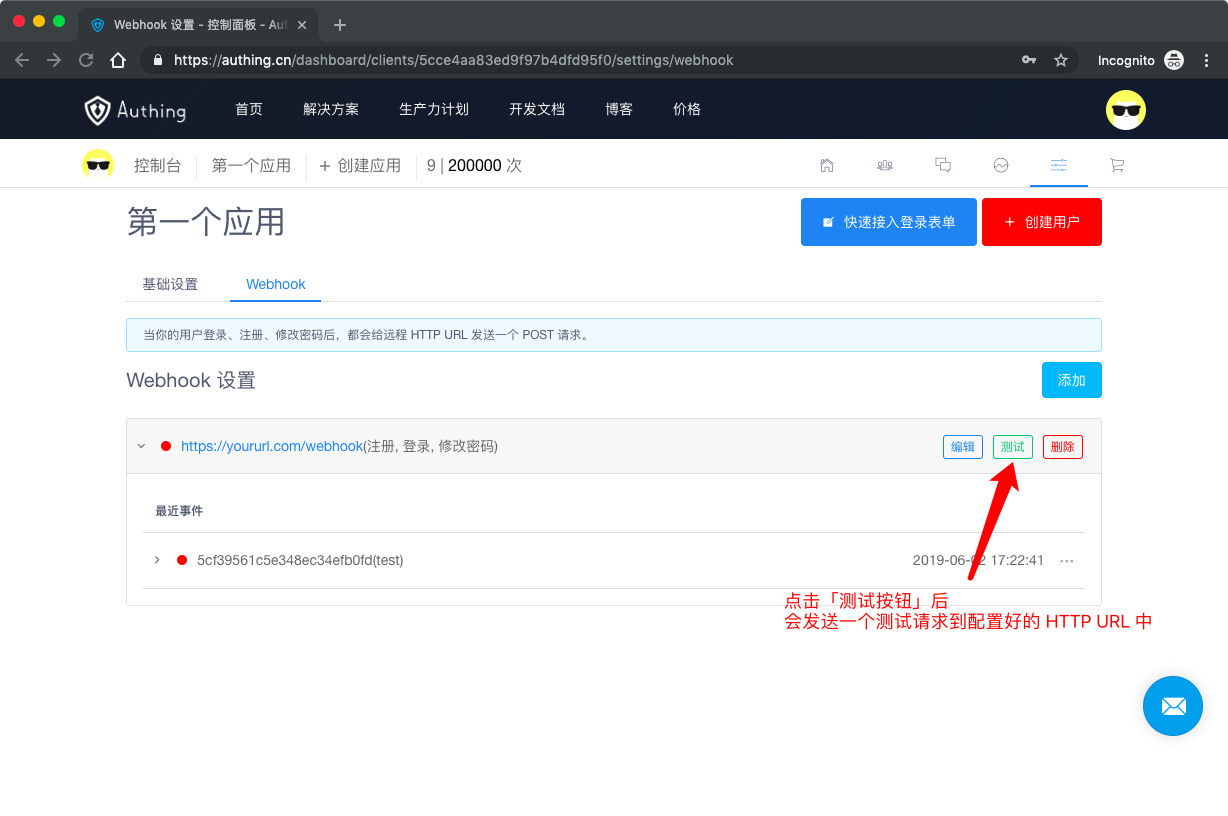 Webhook 设置 - 控制面板 - Aut
https://authing.cn/dashboard/clients/5cce4aa83ed9f97b4dfd95f0/settings/webhook
Incognito
Authing 首页 解决方案 生产力计划 开发文档 博客 价格
控制台 第一个应用 + 创建应用 9 | 200000 次
第一个应用
快速接入登录表单
+ 创建用户
基础设置 Webhook
当你的用户登录、注册、修改密码后，都会给远程 HTTP URL 发送一个 POST 请求。
Webhook 设置
添加
https://yoururl.com/webhook(注册, 登录, 修改密码)
编辑 测试 删除
最近事件
5cf39561c5e348ec34efb0fd(test) 2019-06-02 17:22:41 ···
点击「测试按钮」后
会发送一个测试请求到配置好的 HTTP URL 中